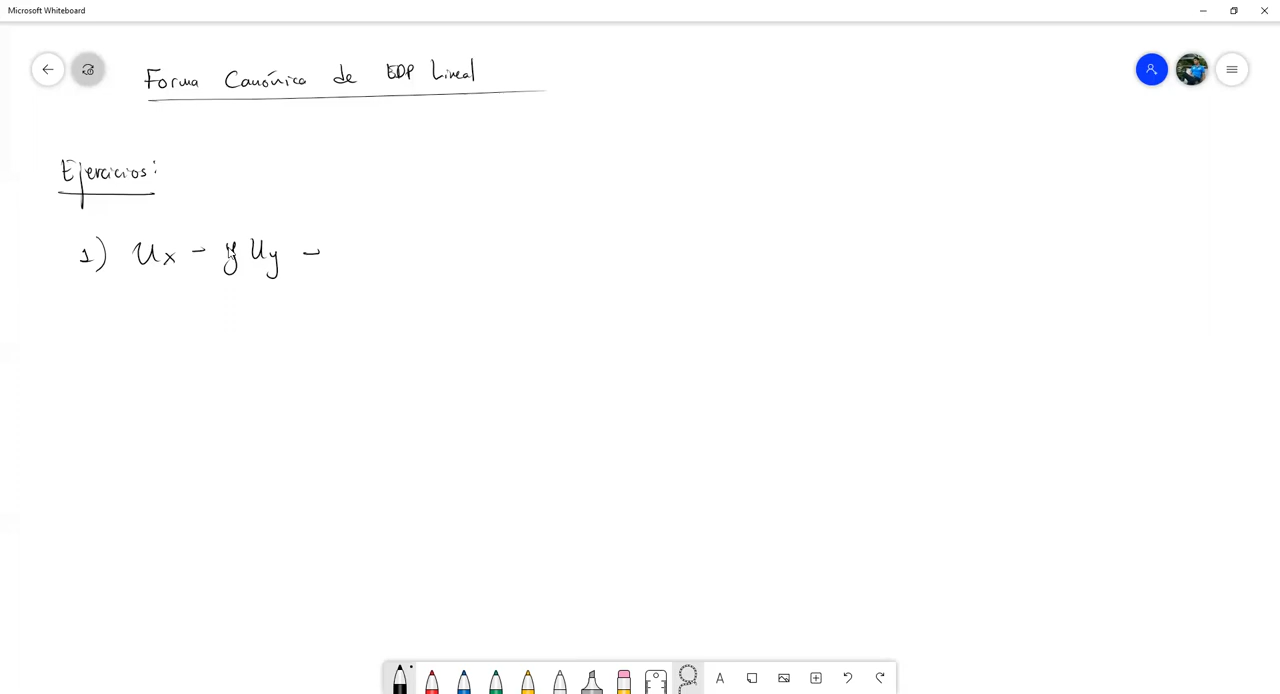 Microsoft Whiteboard
Forma Canónica de EDP Lineal
Ejercicios:
1) Ux - y Uy -
A